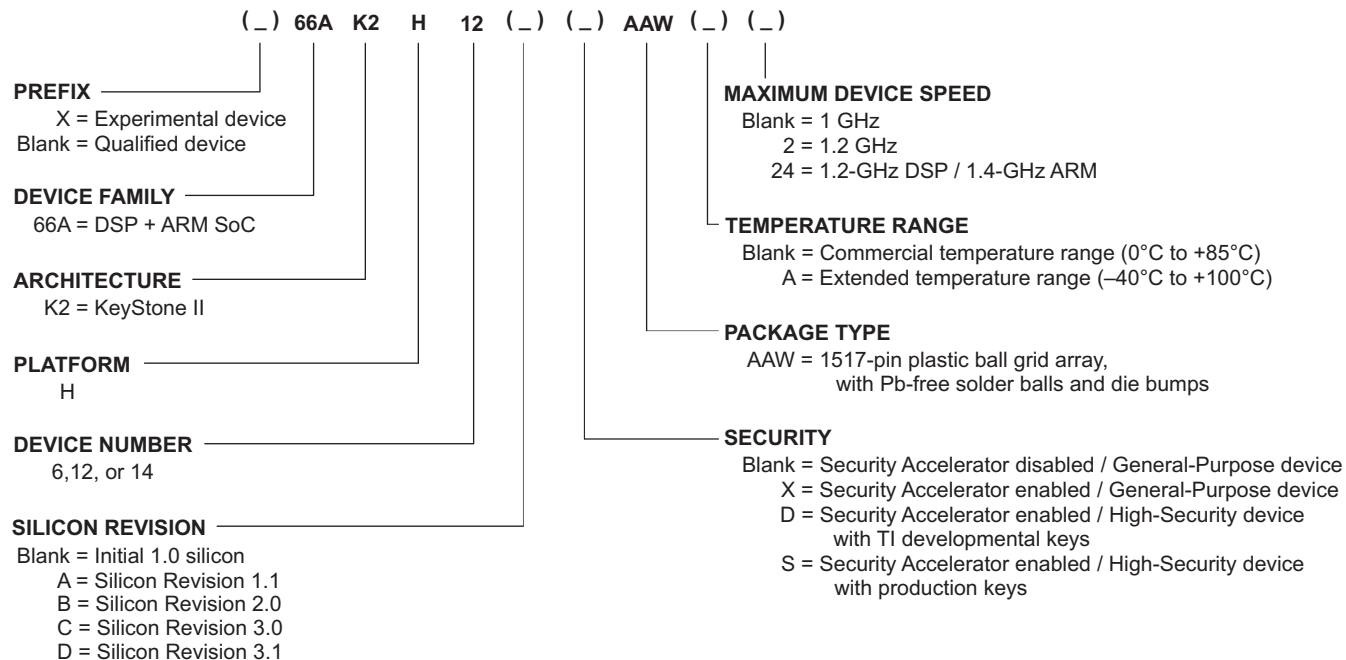 (_) 66A K2 H 12 (_) (_) AAW (_) (_)
PREFIX
X = Experimental device
Blank = Qualified device
DEVICE FAMILY
66A = DSP + ARM SoC
ARCHITECTURE
K2 = KeyStone II
PLATFORM
H
DEVICE NUMBER
6,12, or 14
SILICON REVISION
Blank = Initial 1.0 silicon
A = Silicon Revision 1.1
B = Silicon Revision 2.0
C = Silicon Revision 3.0
D = Silicon Revision 3.1
MAXIMUM DEVICE SPEED
Blank = 1 GHz
2 = 1.2 GHz
24 = 1.2-GHz DSP / 1.4-GHz ARM
TEMPERATURE RANGE
Blank = Commercial temperature range (0°C to +85°C)
A = Extended temperature range (–40°C to +100°C)
PACKAGE TYPE
AAW = 1517-pin plastic ball grid array,
with Pb-free solder balls and die bumps
SECURITY
Blank = Security Accelerator disabled / General-Purpose device
X = Security Accelerator enabled / General-Purpose device
D = Security Accelerator enabled / High-Security device
with TI developmental keys
S = Security Accelerator enabled / High-Security device
with production keys